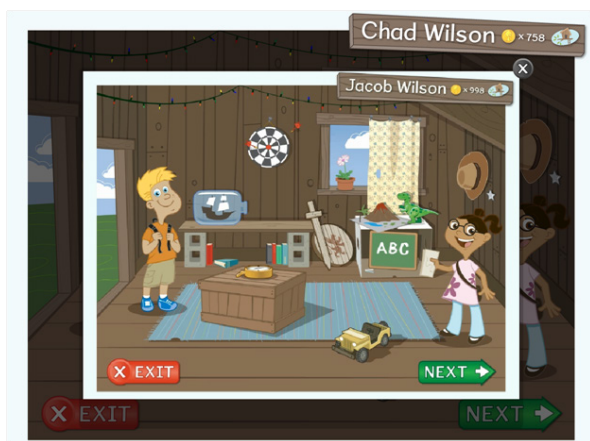 Chad Wilson x 758
Jacob Wilson x 998
ABC
X EXIT
NEXT
X EXIT
NEXT